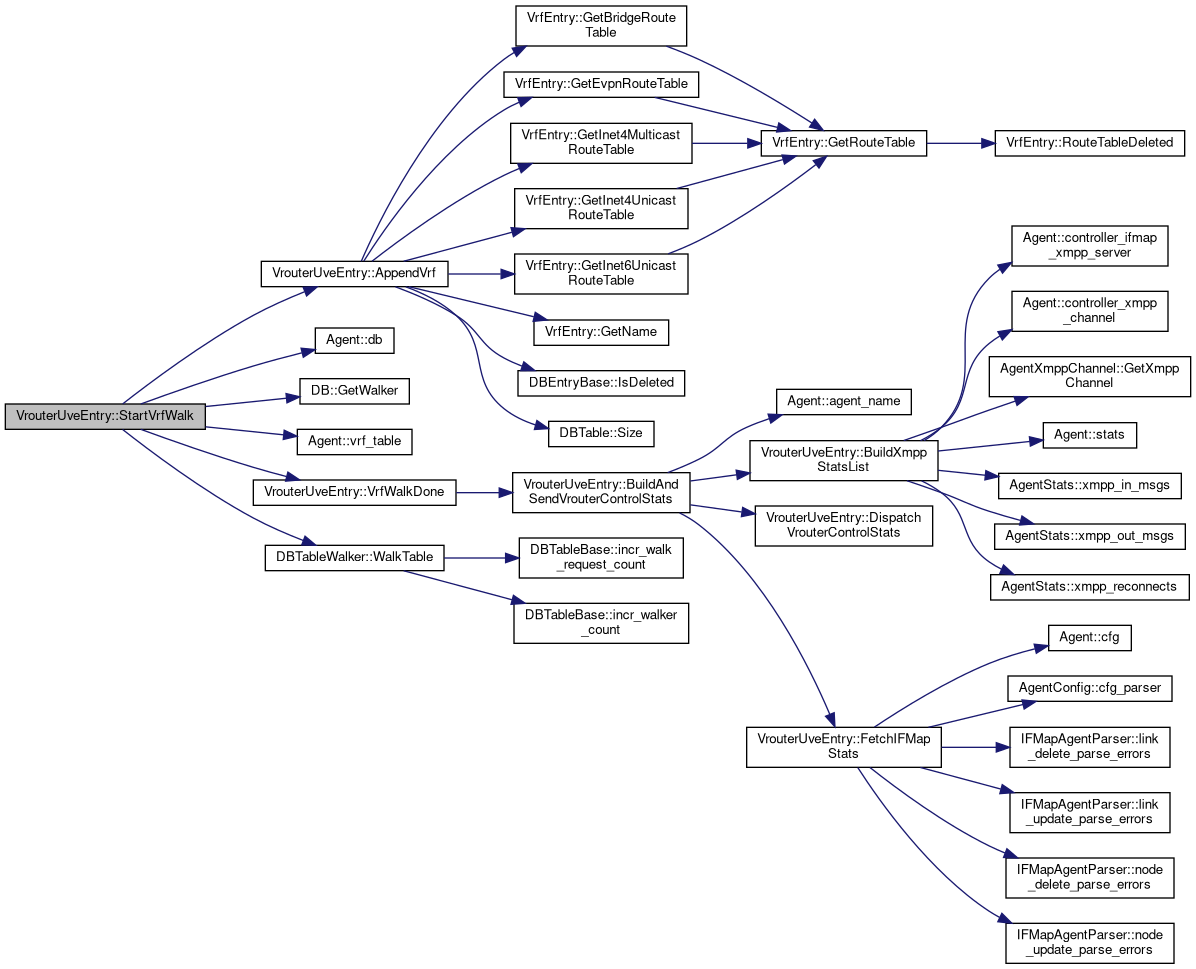 VrfEntry::GetBridgeRoute
Table
VrfEntry::GetEvpnRouteTable
VrfEntry::GetInet4Multicast
RouteTable
VrfEntry::GetRouteTable
VrfEntry::RouteTableDeleted
VrfEntry::GetInet4Unicast
RouteTable
VrouterUveEntry::AppendVrf
VrfEntry::GetInet6Unicast
RouteTable
VrfEntry::GetName
DBEntryBase::IsDeleted
DBTable::Size
Agent::db
DB::GetWalker
VrouterUveEntry::StartVrfWalk
Agent::vrf_table
VrouterUveEntry::VrfWalkDone
VrouterUveEntry::BuildAnd
SendVrouterControlStats
DBTableWalker::WalkTable
DBTableBase::incr_walk
_request_count
DBTableBase::incr_walker
_count
Agent::agent_name
VrouterUveEntry::BuildXmpp
StatsList
VrouterUveEntry::Dispatch
VrouterControlStats
VrouterUveEntry::FetchIFMap
Stats
Agent::controller_ifmap
_xmpp_server
Agent::controller_xmpp
_channel
AgentXmppChannel::GetXmpp
Channel
Agent::stats
AgentStats::xmpp_in_msgs
AgentStats::xmpp_out_msgs
AgentStats::xmpp_reconnects
Agent::cfg
AgentConfig::cfg_parser
IFMapAgentParser::link
_delete_parse_errors
IFMapAgentParser::link
_update_parse_errors
IFMapAgentParser::node
_delete_parse_errors
IFMapAgentParser::node
_update_parse_errors